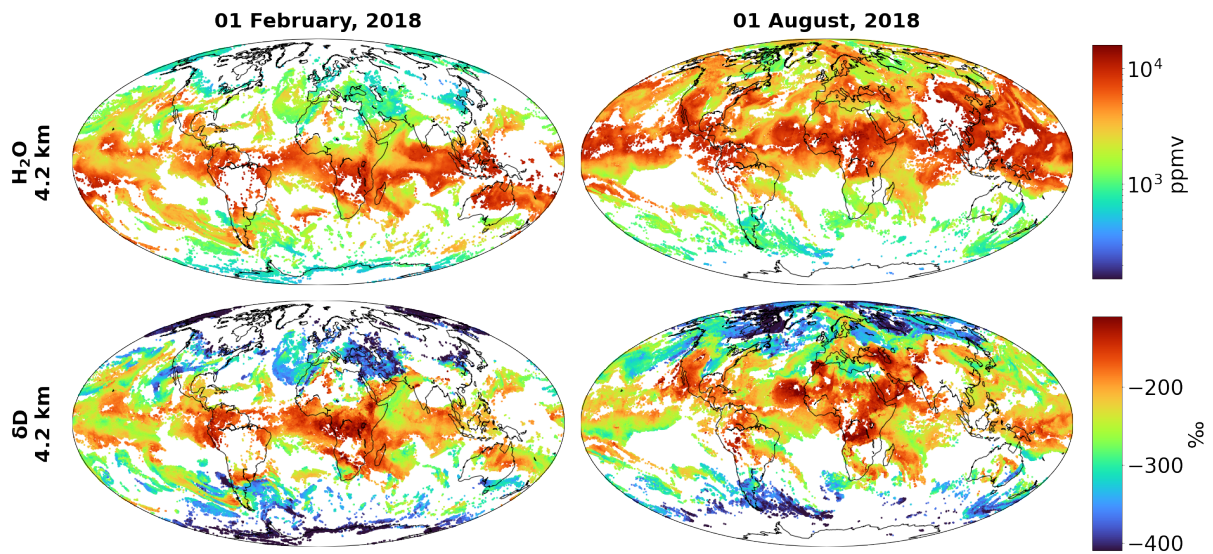 01 February, 2018
01 August, 2018
H₂O
4.2 km
10⁴
10³
ppmv
δD
4.2 km
−200
−300
−400
‰